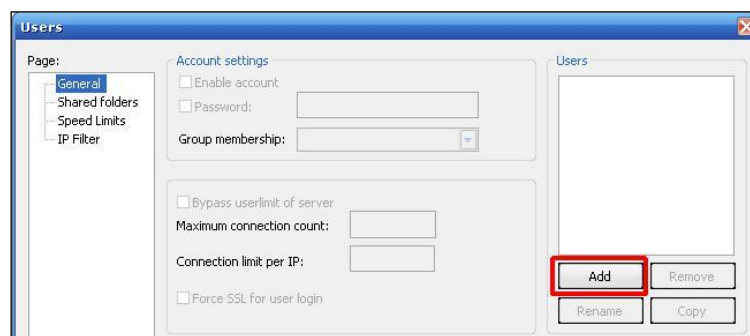 Users
Page:
General
Shared folders
Speed Limits
IP Filter
Account settings
Enable account
Password:
Group membership:
Bypass userlimit of server
Maximum connection count:
Connection limit per IP:
Force SSL for user login
Users
Add
Remove
Rename
Copy